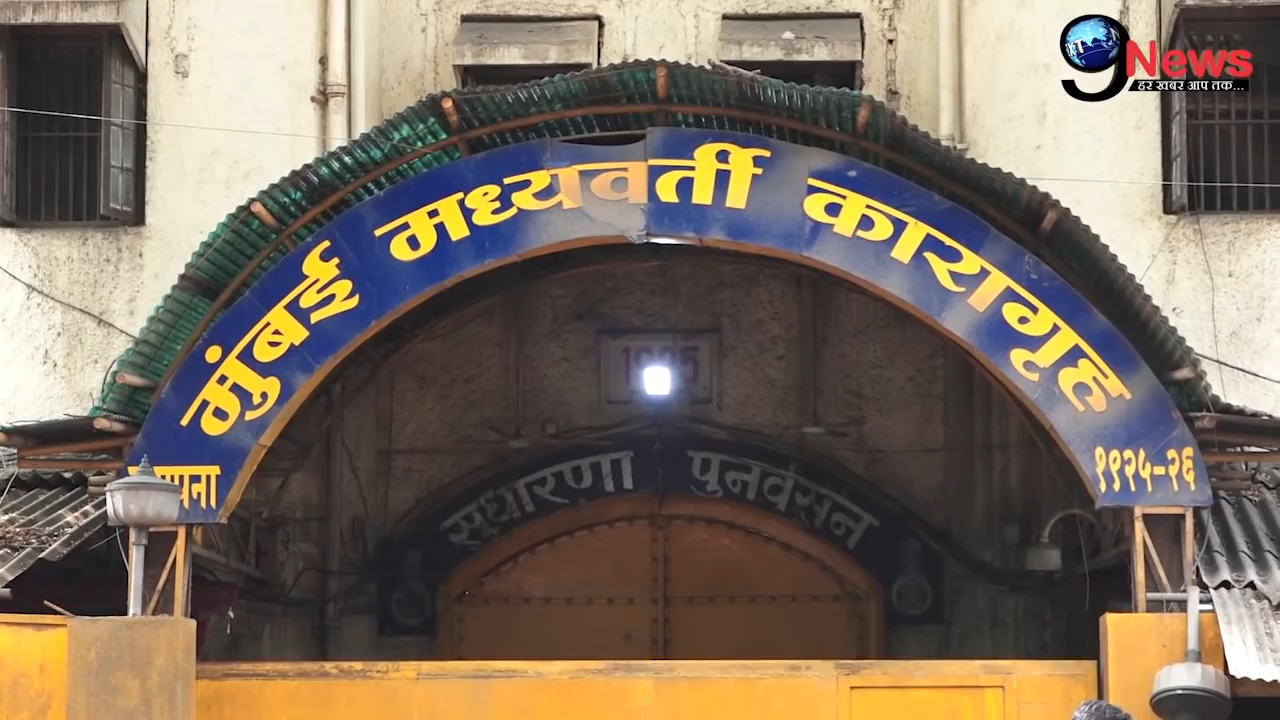 9 News
हर खबर आप तक...
मुंबई मध्यवर्ती कारागृह
१९२५-२६
सुधारणा पुनर्वसन